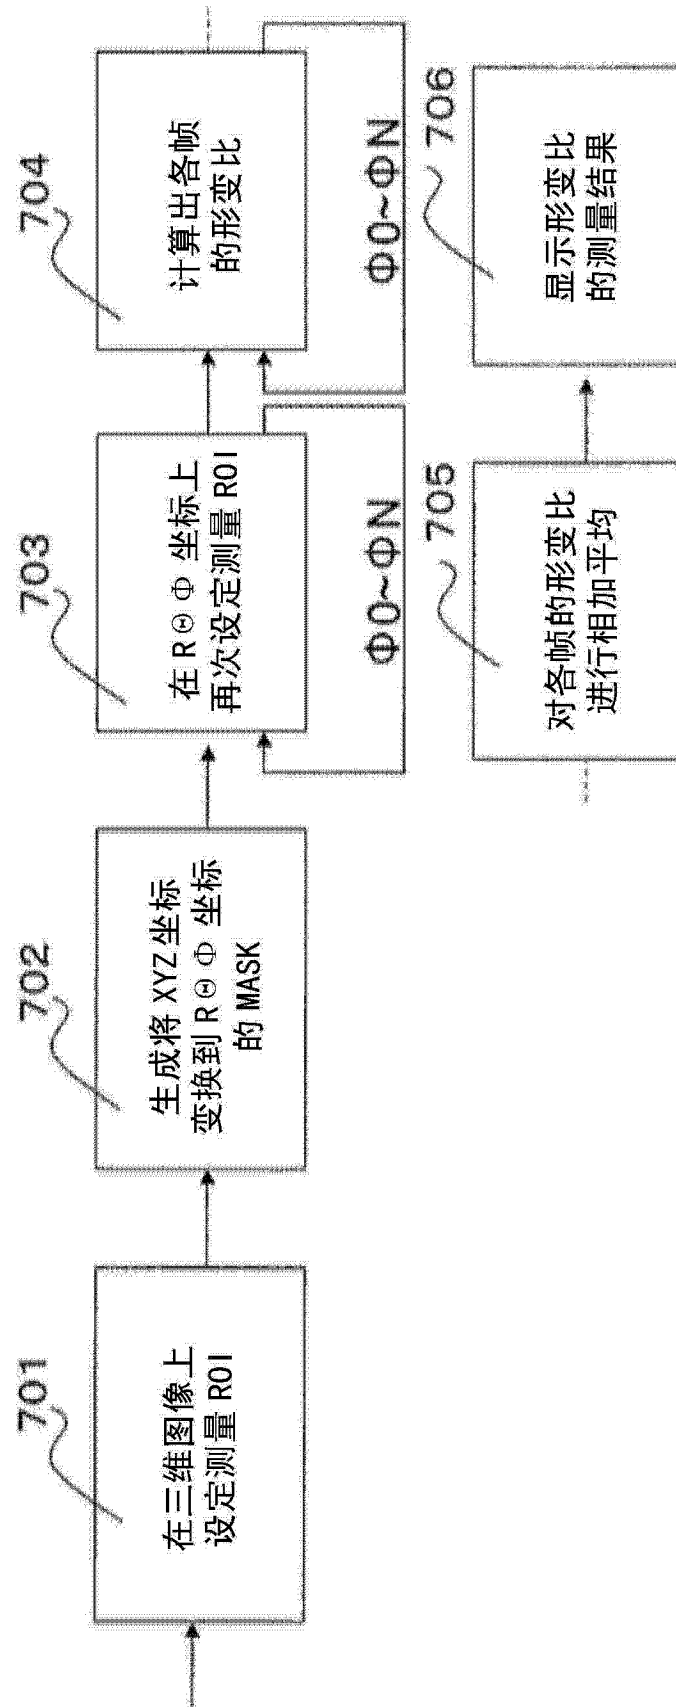 701
在三维图像上
设定测量 ROI
702
生成将 XYZ 坐标
变换到 R Θ Φ 坐标
的 MASK
703
在 R Θ Φ 坐标上
再次设定测量 ROI
Φ0~ΦN
704
计算出各帧
的形变比
Φ0~ΦN
705
对各帧的形变比
进行相加平均
706
显示形变比
的测量结果